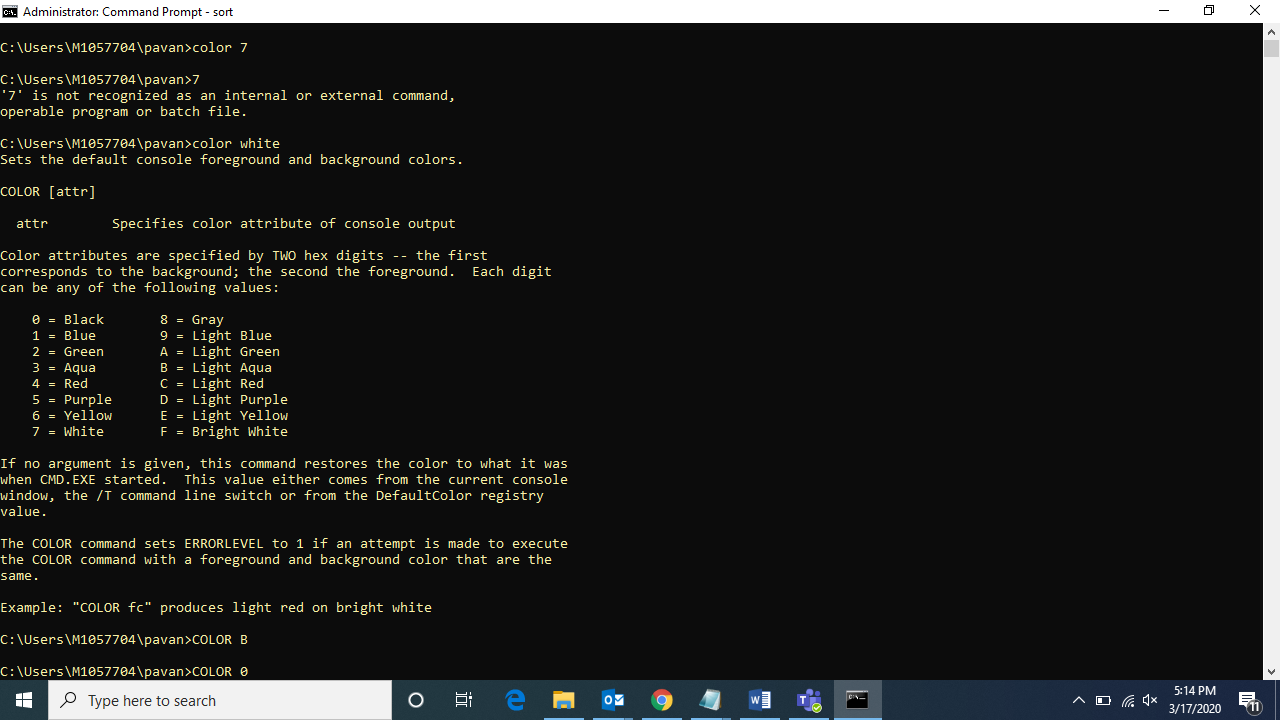 Administrator: Command Prompt - sort
C:\Users\M1057704\pavan>color 7
C:\Users\M1057704\pavan>7
'7' is not recognized as an internal or external command,
operable program or batch file.
C:\Users\M1057704\pavan>color white
Sets the default console foreground and background colors.
COLOR [attr]
  attr        Specifies color attribute of console output
Color attributes are specified by TWO hex digits -- the first
corresponds to the background; the second the foreground.  Each digit
can be any of the following values:
    0 = Black       8 = Gray
    1 = Blue        9 = Light Blue
    2 = Green       A = Light Green
    3 = Aqua        B = Light Aqua
    4 = Red         C = Light Red
    5 = Purple      D = Light Purple
    6 = Yellow      E = Light Yellow
    7 = White       F = Bright White
If no argument is given, this command restores the color to what it was
when CMD.EXE started.  This value either comes from the current console
window, the /T command line switch or from the DefaultColor registry
value.
The COLOR command sets ERRORLEVEL to 1 if an attempt is made to execute
the COLOR command with a foreground and background color that are the
same.
Example: "COLOR fc" produces light red on bright white
C:\Users\M1057704\pavan>COLOR B
C:\Users\M1057704\pavan>COLOR 0
Type here to search
5:14 PM
3/17/2020
11